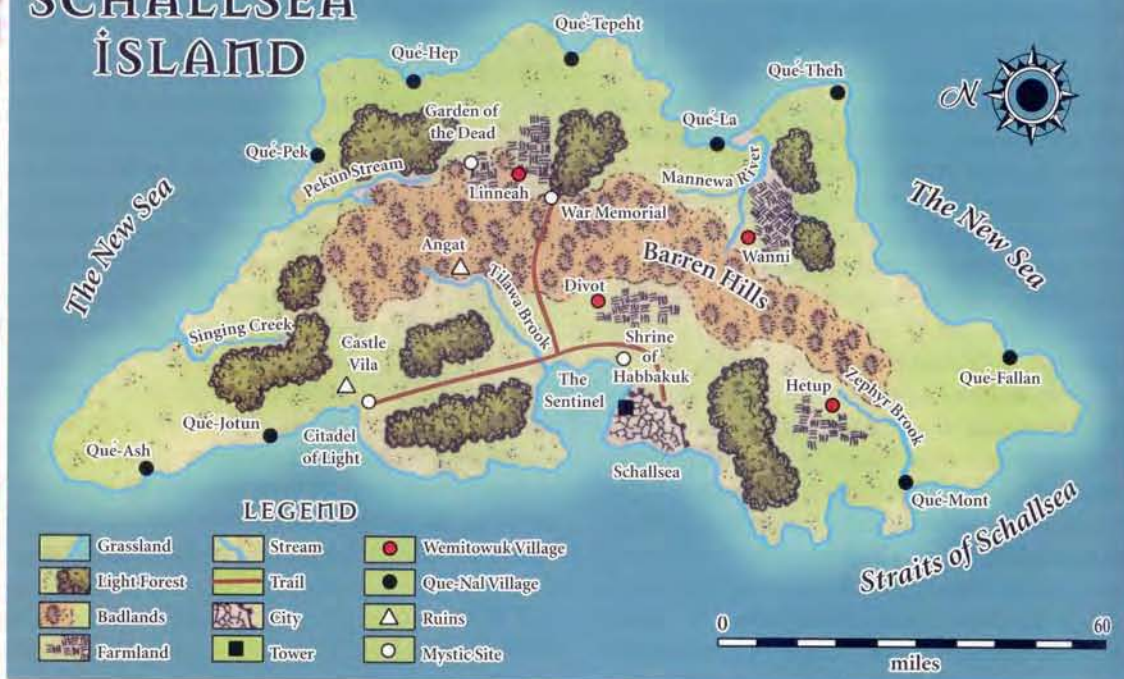 SCHALLSEA
ISLAND
Qué-Tepeht
Qué-Hep
Qué-Theh
N
Garden of
the Dead
Qué-La
Qué-Pek
Pekun Stream
Mannewa River
Linneah
War Memorial
The New Sea
The New Sea
Angat
Barren Hills
Wanni
Tilawa Brook
Divot
Singing Creek
Castle
Vila
Shrine
of
Habbakuk
The
Sentinel
Hetup
Zephyr Brook
Qué-Fallan
Qué-Jotun
Citadel
of Light
Qué-Ash
Schallsea
Qué-Mont
Straits of Schallsea
LEGEND
Grassland
Stream
Wemitowuk Village
Light Forest
Trail
Que-Nal Village
Badlands
City
Ruins
Farmland
Tower
Mystic Site
0
60
miles